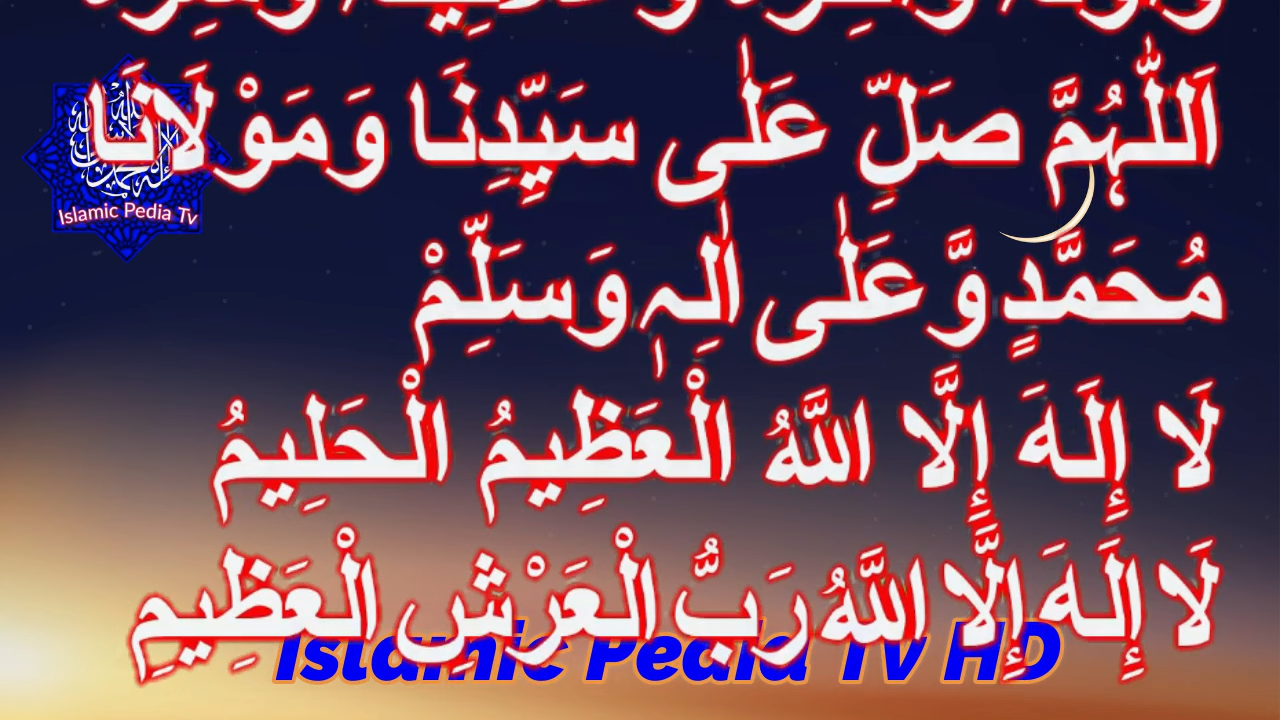 اَللّٰہُمَّ صَلِّ عَلٰی سَیِّدِنَا وَمَوْلَانَا
مُحَمَّدٍ وَّعَلٰی اٰلِہٖ وَسَلِّمْ
لَا إِلَهَ إِلَّا اللَّهُ الْعَظِيمُ الْحَلِيمُ
لَا إِلَهَ إِلَّا اللَّهُ رَبُّ الْعَرْشِ الْعَظِيمِ
Islamic Pedia Tv
Islamic Pedia Tv HD